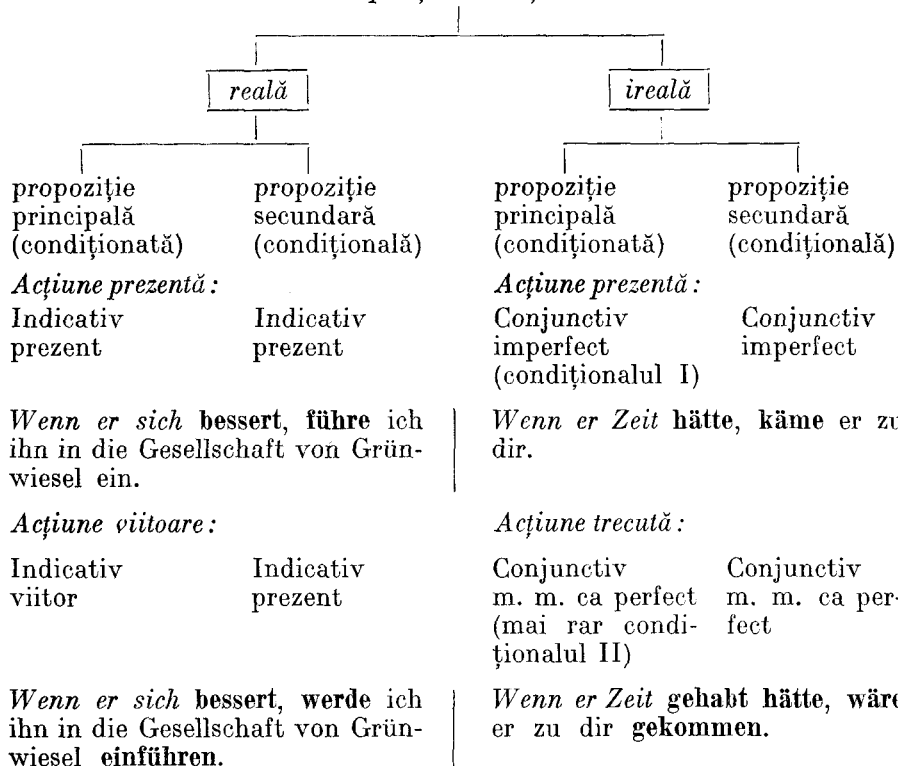 reală
ireală
propoziție principală (condiționată)
propoziție secundară (condițională)
propoziție principală (condiționată)
propoziție secundară (condițională)
Acțiune prezentă:
Indicativ prezent
Indicativ prezent
Acțiune prezentă:
Conjunctiv imperfect (condiționalul I)
Conjunctiv imperfect
Wenn er sich bessert, führe ich
ihn in die Gesellschaft von Grün-
wiesel ein.
Wenn er Zeit hätte, käme er zu
dir.
Acțiune viitoare:
Indicativ viitor
Indicativ prezent
Acțiune trecută:
Conjunctiv
m. m. ca perfect
(mai rar condi-
ționalul II)
Conjunctiv
m. m. ca per-
fect
Wenn er sich bessert, werde ich
ihn in die Gesellschaft von Grün-
wiesel einführen.
Wenn er Zeit gehabt hätte, wäre
er zu dir gekommen.